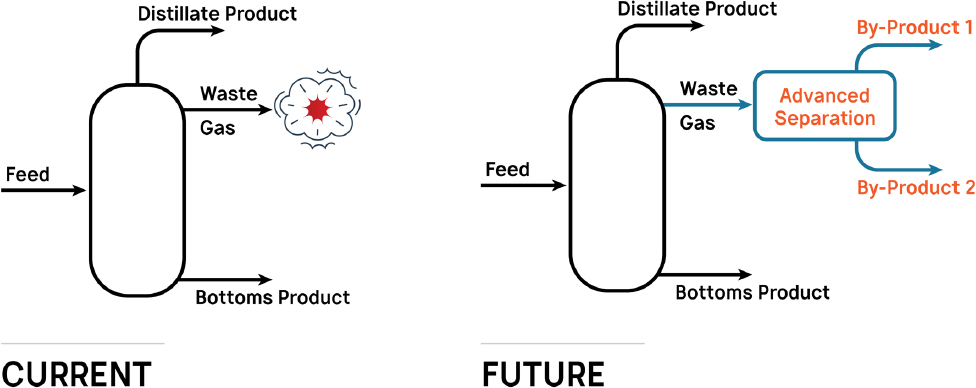 Distillate Product
Waste
Gas
Feed
Bottoms Product
CURRENT
Distillate Product
By-Product 1
Waste
Gas
Advanced
Separation
Feed
By-Product 2
Bottoms Product
FUTURE